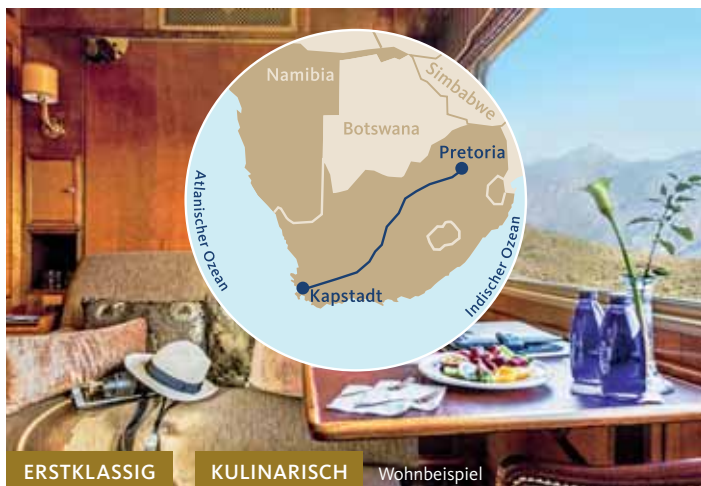 Namibia
Simbabwe
Botswana
Pretoria
Atlanischer Ozean
Indischer Ozean
Kapstadt
ERSTKLASSIG
KULINARISCH
Wohnbeispiel